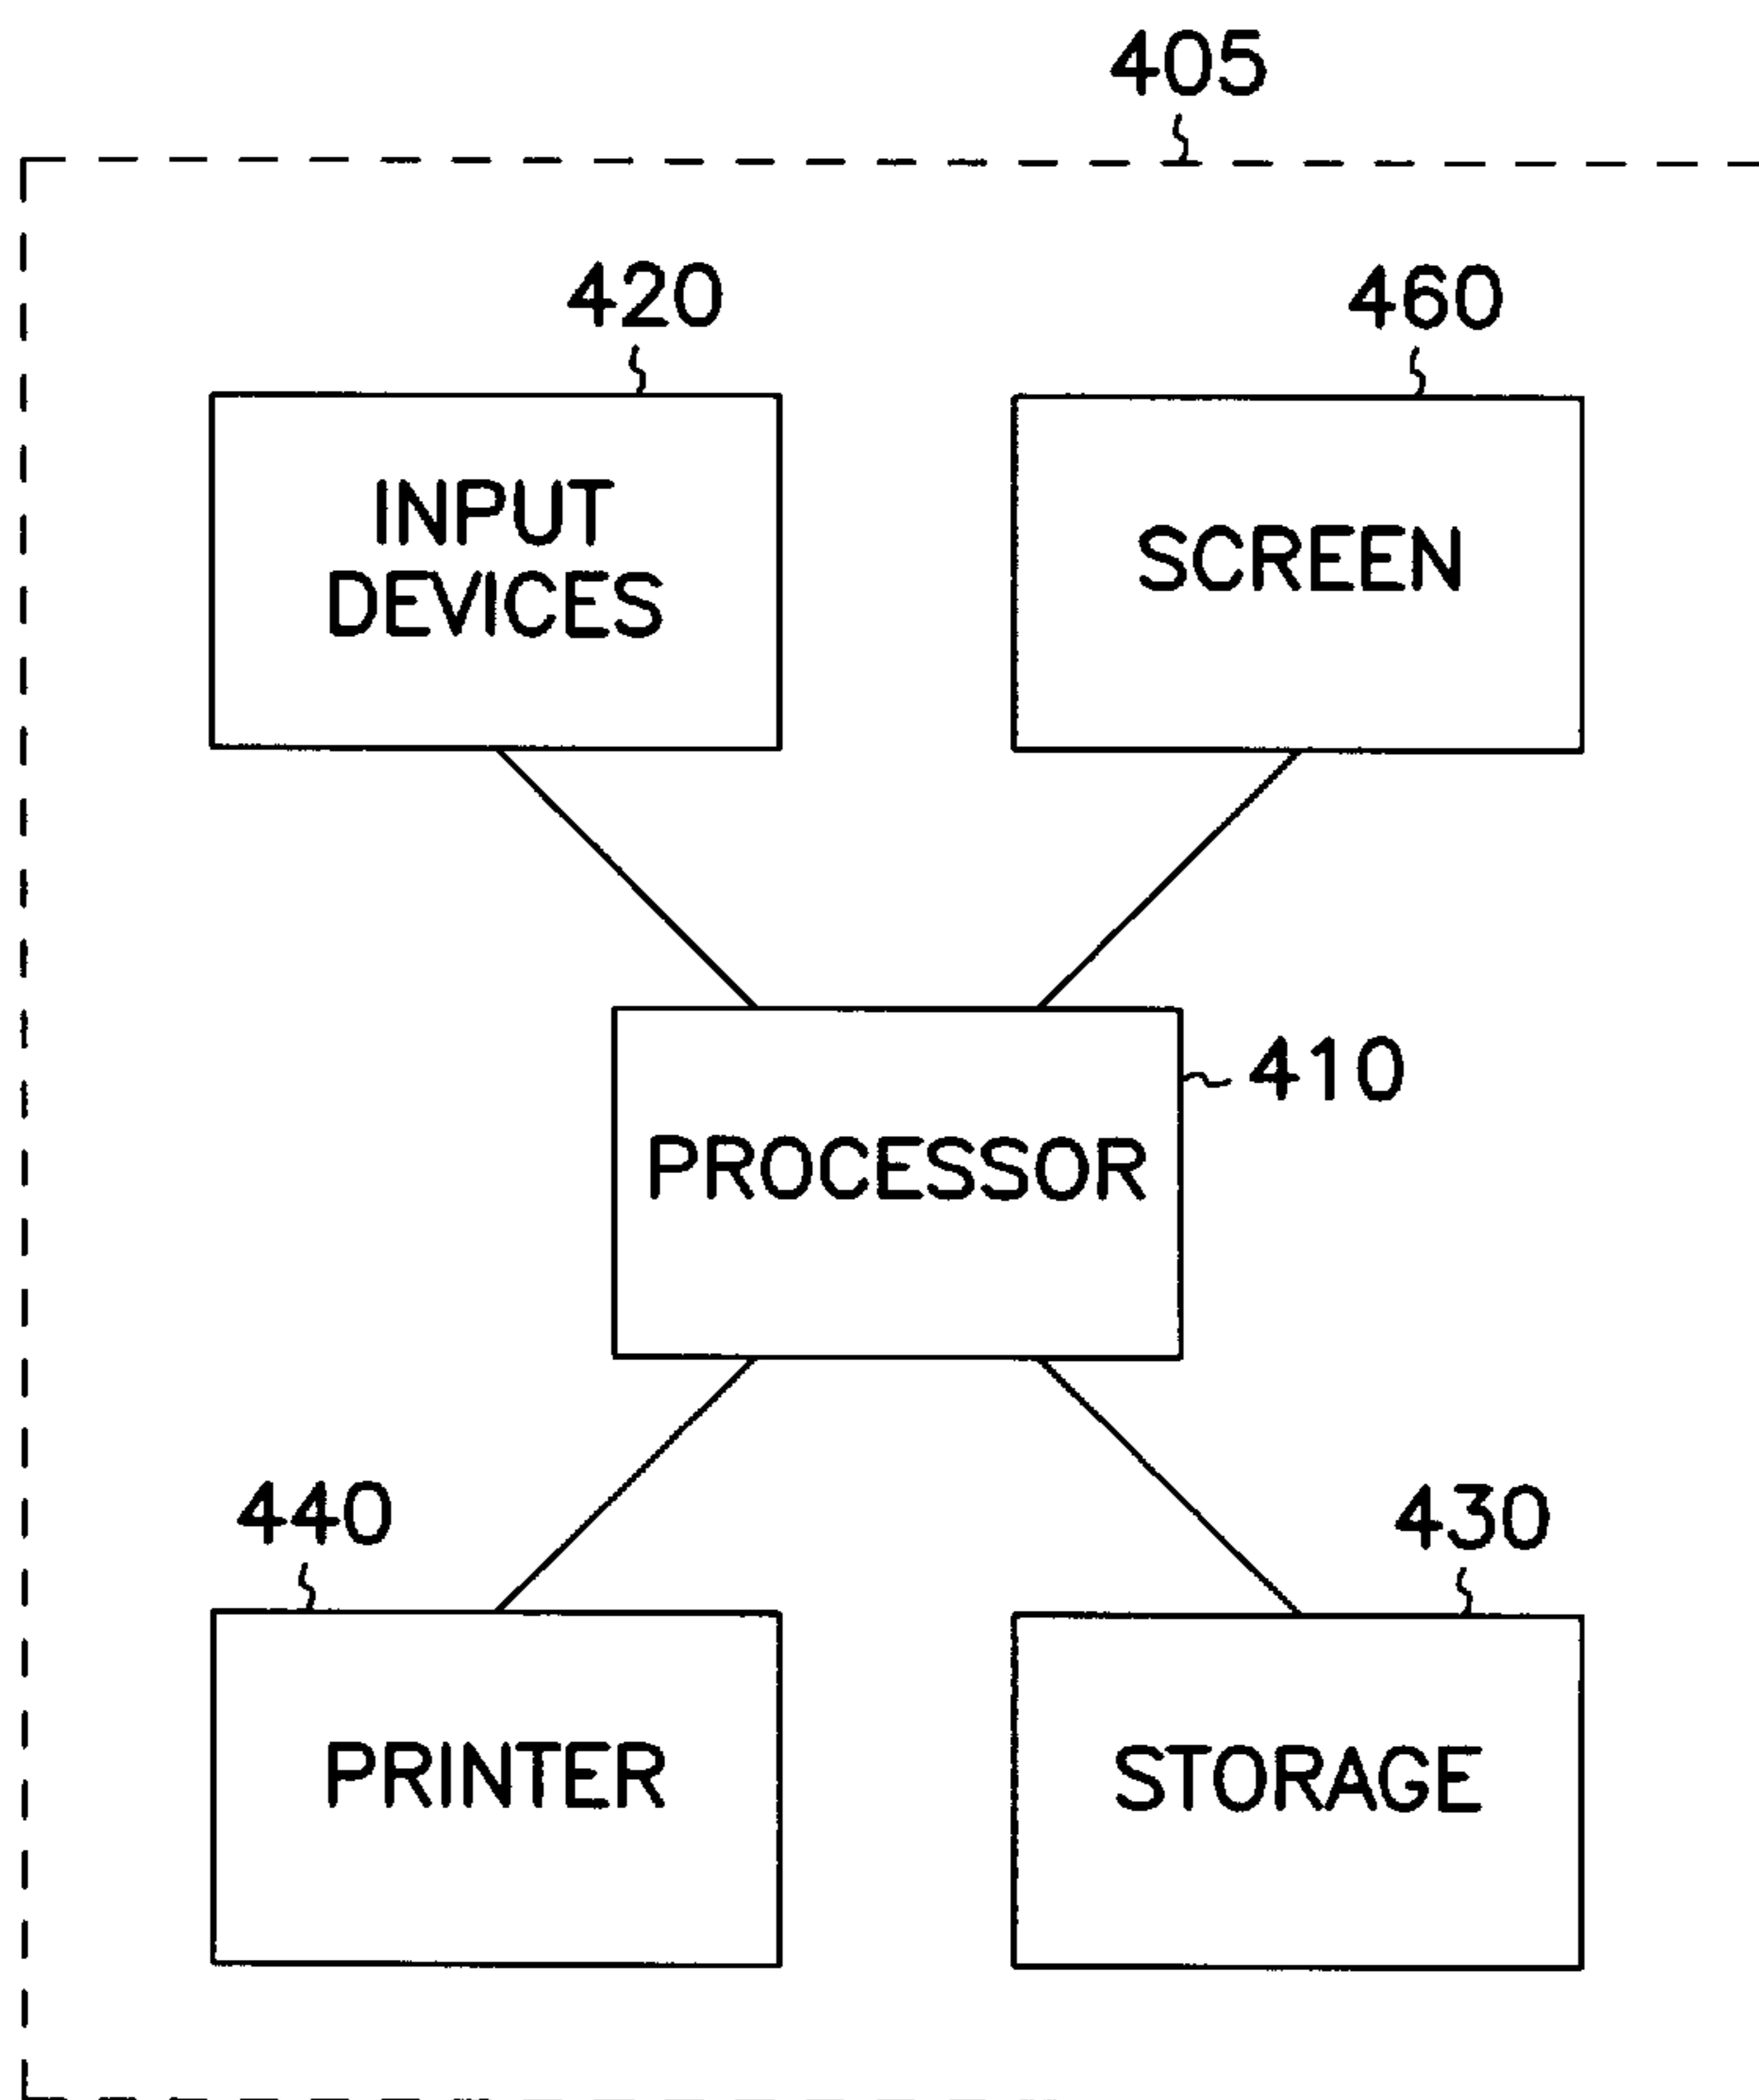 405
420
460
INPUT
DEVICES
SCREEN
410
PROCESSOR
440
430
PRINTER
STORAGE